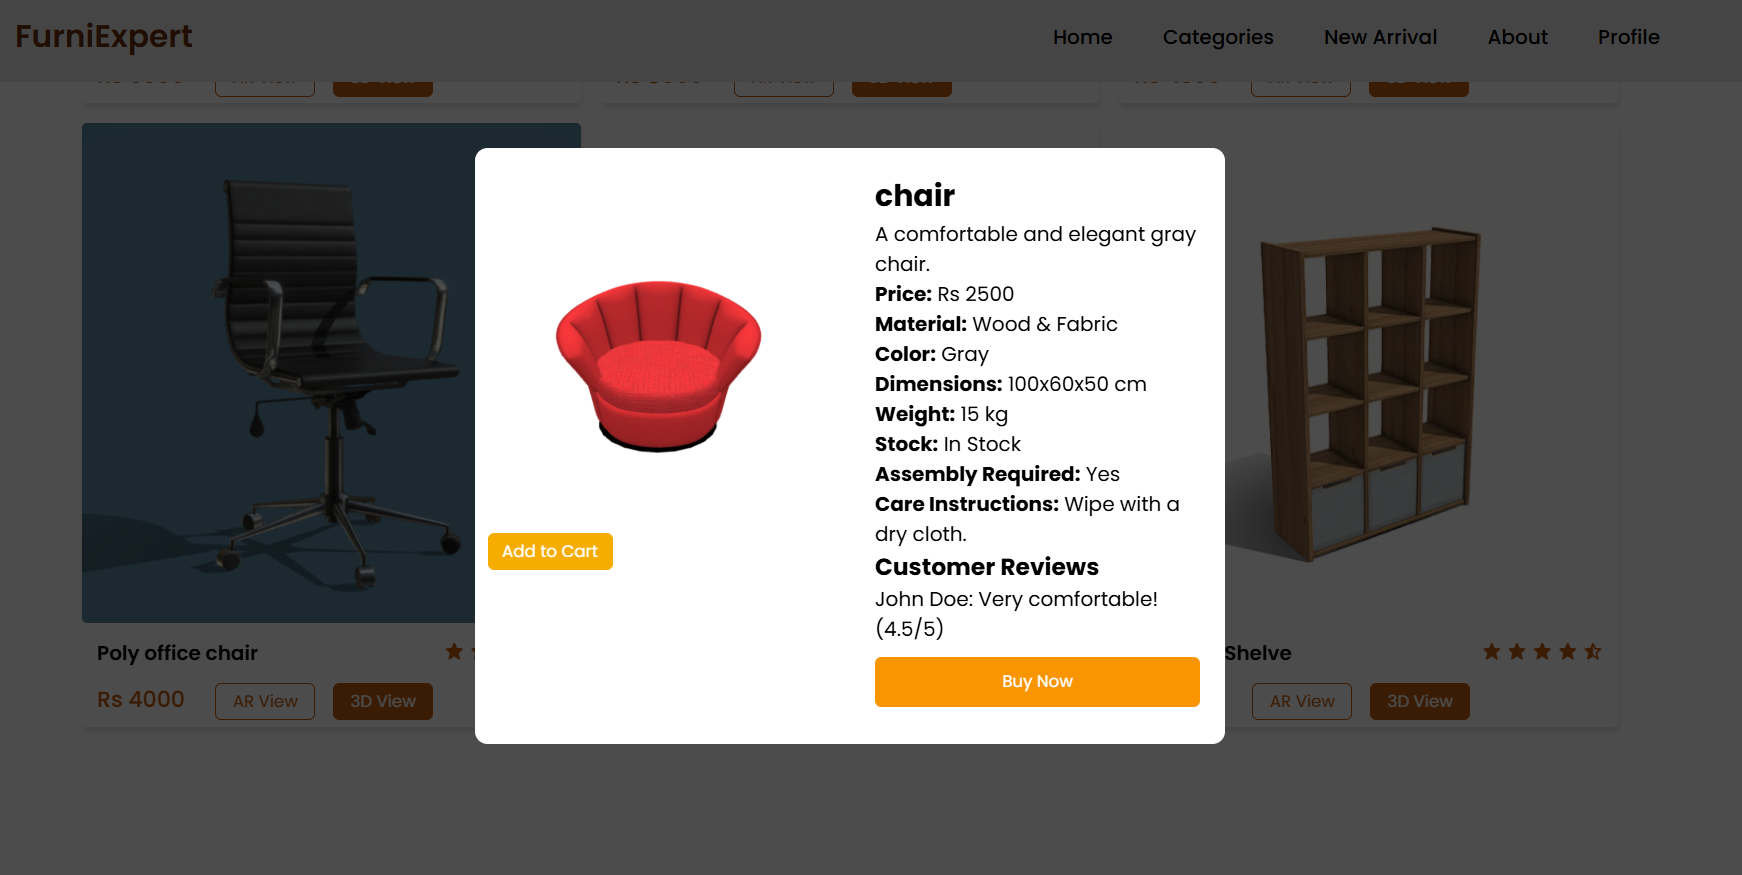 FurniExpert
Home
Categories
New Arrival
About
Profile
chair
A comfortable and elegant gray
chair.
Price: Rs 2500
Material: Wood & Fabric
Color: Gray
Dimensions: 100x60x50 cm
Weight: 15 kg
Stock: In Stock
Assembly Required: Yes
Care Instructions: Wipe with a
dry cloth.
Customer Reviews
John Doe: Very comfortable!
(4.5/5)
Add to Cart
Buy Now
Poly office chair
Rs 4000
AR View
3D View
Shelve
AR View
3D View